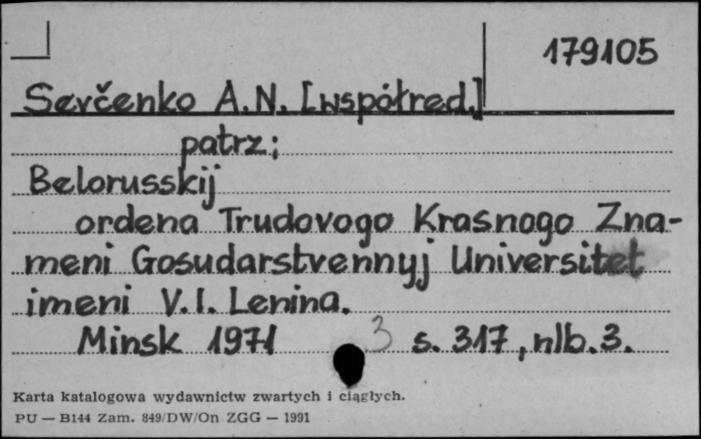 179105
Sevčenko A.N. [współred.]
patrz:
Belorusskij
ordena Trudovogo Krasnogo Zna-
meni Gosudarstvennyj Universitet
imeni V.I. Lenina.
Minsk 1971 3 s. 317, nlb. 3.
Karta katalogowa wydawnictw zwartych i ciągłych.
PU — B144 Zam. 849/DW/On ZGG — 1991